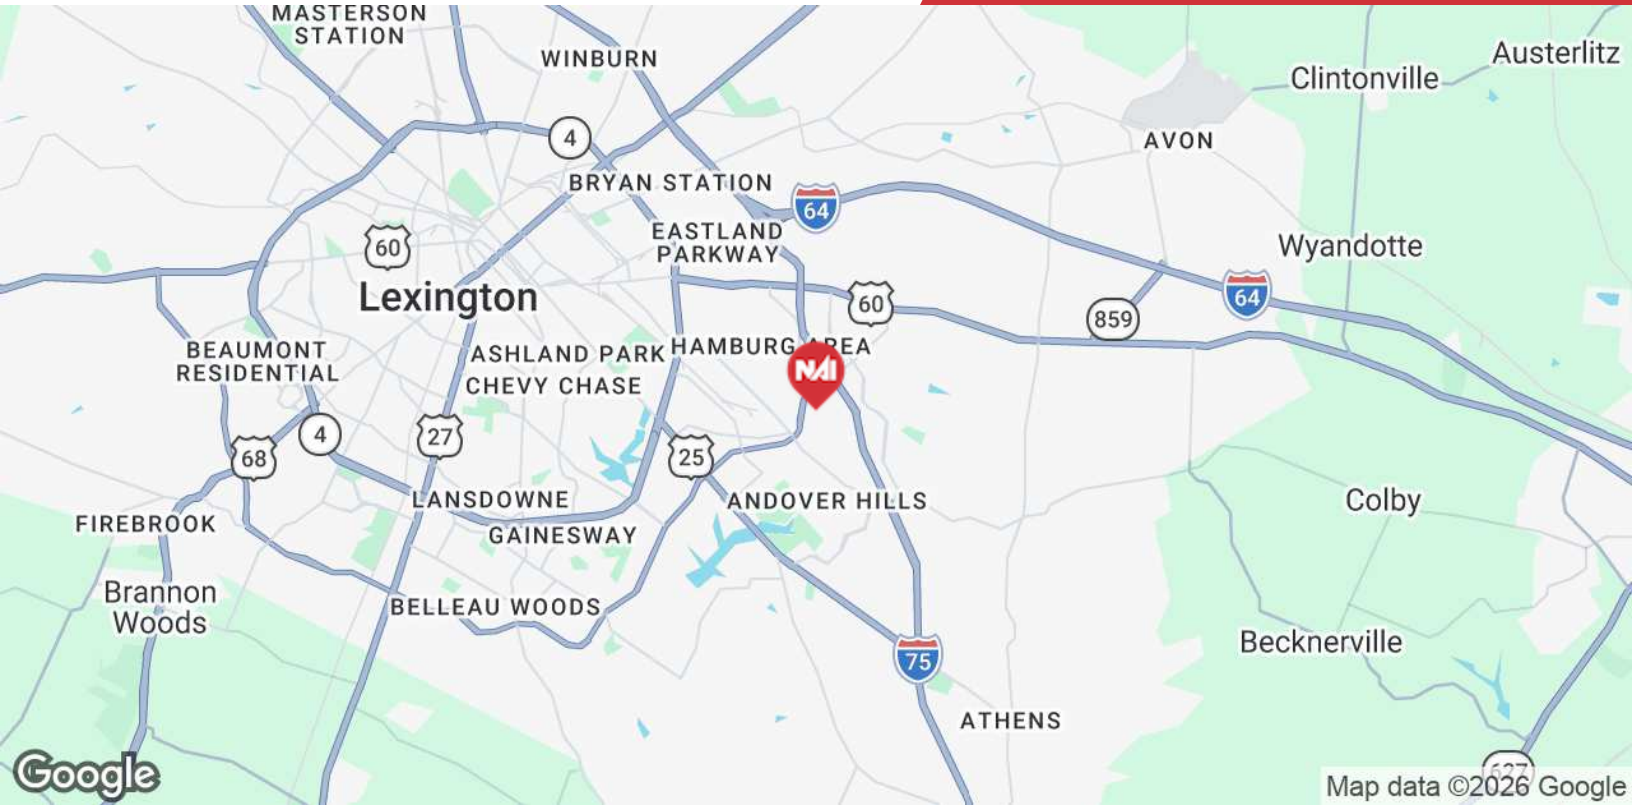 MASTERSON
STATION
WINBURN
Austerlitz
Clintonville
4
AVON
BRYAN STATION
64
EASTLAND
PARKWAY
60
Wyandotte
Lexington
60
64
859
BEAUMONT
RESIDENTIAL
ASHLAND PARK
HAMBURG AREA
NAI
CHEVY CHASE
4
27
68
25
LANSDOWNE
ANDOVER HILLS
Colby
FIREBROOK
GAINESWAY
Brannon
Woods
BELLEAU WOODS
Becknerville
75
ATHENS
627
Google
Map data ©2026 Google